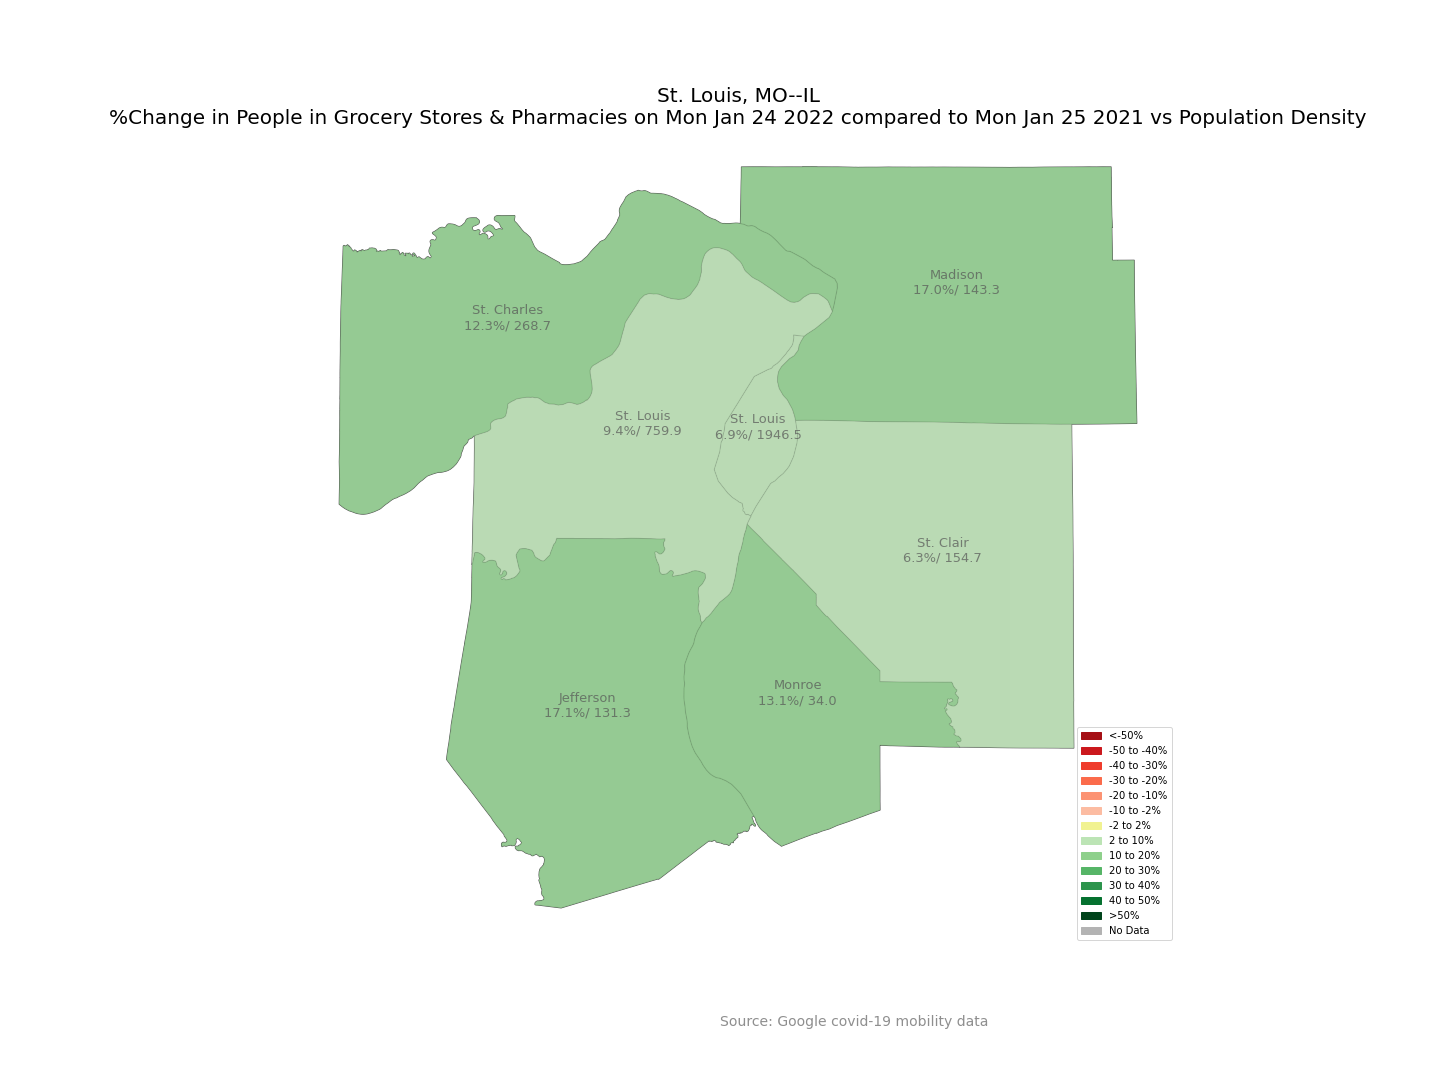 St. Louis, MO--IL
%Change in People in Grocery Stores & Pharmacies on Mon Jan 24 2022 compared to Mon Jan 25 2021 vs Population Density
Madison
17.0%/ 143.3
St. Charles
12.3%/ 268.7
St. Louis
9.4%/ 759.9
St. Louis
6.9%/ 1946.5
St. Clair
6.3%/ 154.7
Monroe
13.1%/ 34.0
Jefferson
17.1%/ 131.3
<-50%
-50 to -40%
-40 to -30%
-30 to -20%
-20 to -10%
-10 to -2%
-2 to 2%
2 to 10%
10 to 20%
20 to 30%
30 to 40%
40 to 50%
>50%
No Data
Source: Google covid-19 mobility data